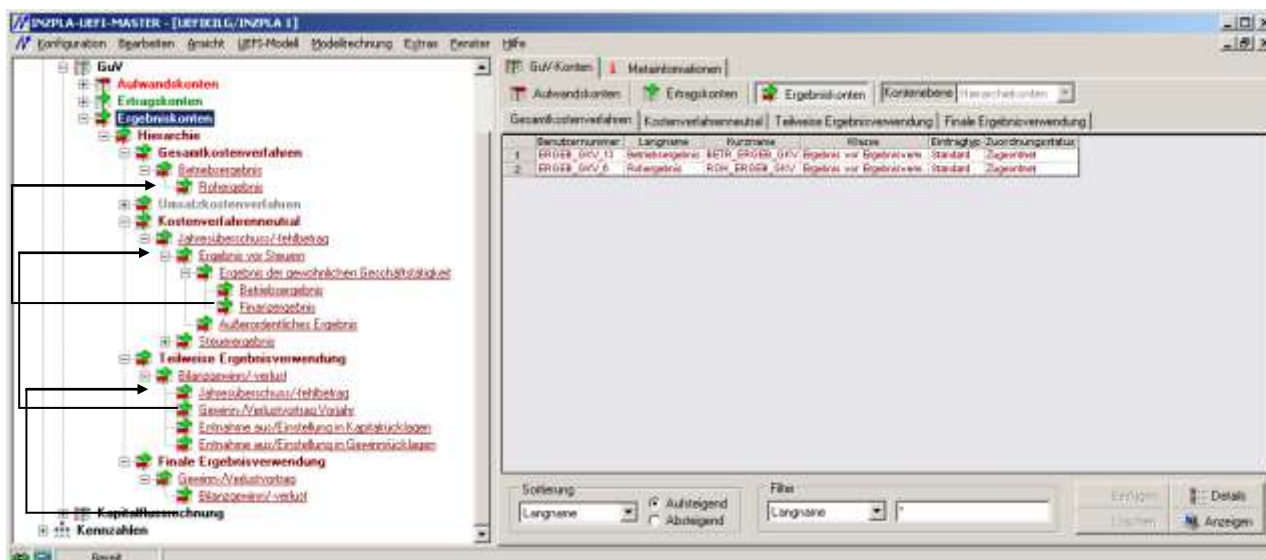 INZPLA-UEFI-MASTER - [UEFIKILG/INZPLA 1]
Konfiguration Bearbeiten Ansicht UEFI-Modell Modellrechnung Extras Fenster Hilfe
GuV
Aufwandskonten
Ertragskonten
Ergebniskonten
Hierarchie
Gesamtkostenverfahren
Betriebsergebnis
Rohergebnis
Umsatzkostenverfahren
Kostenverfahrenneutral
Jahresüberschuss/-fehlbetrag
Ergebnis vor Steuern
Ergebnis der gewöhnlichen Geschäftstätigkeit
Betriebsergebnis
Finanzergebnis
Außerordentliches Ergebnis
Steuerergebnis
Teilweise Ergebnisverwendung
Bilanzgewinn/-verlust
Jahresüberschuss/-fehlbetrag
Gewinn-/Verlustvortrag Vorjahr
Entnahme aus/Einstellung in Kapitalrücklagen
Entnahme aus/Einstellung in Gewinnrücklagen
Finale Ergebnisverwendung
Gewinn-/Verlustvortrag
Bilanzgewinn/-verlust
Kapitalflussrechnung
Kennzahlen
GuV-Konten Metainformationen
Aufwandskonten Ertragskonten Ergebniskonten Kontenebene Hierarchiekonten
Gesamtkostenverfahren Kostenverfahrenneutral Teilweise Ergebnisverwendung Finale Ergebnisverwendung
Benutzernummer Langname Kurzname Klasse Eintragtyp Zuordnungsstatus
1 ERGEB_GKV_13 Betriebsergebnis BETR_ERGEB_GKV Ergebnis vor Ergebnisverw. Standard Zugeordnet
2 ERGEB_GKV_6 Rohergebnis ROH_ERGEB_GKV Ergebnis vor Ergebnisverw. Standard Zugeordnet
Sortierung
Langname
Aufsteigend
Absteigend
Filter
Langname
*
Einfügen
Details
Löschen
Anzeigen
Bereit